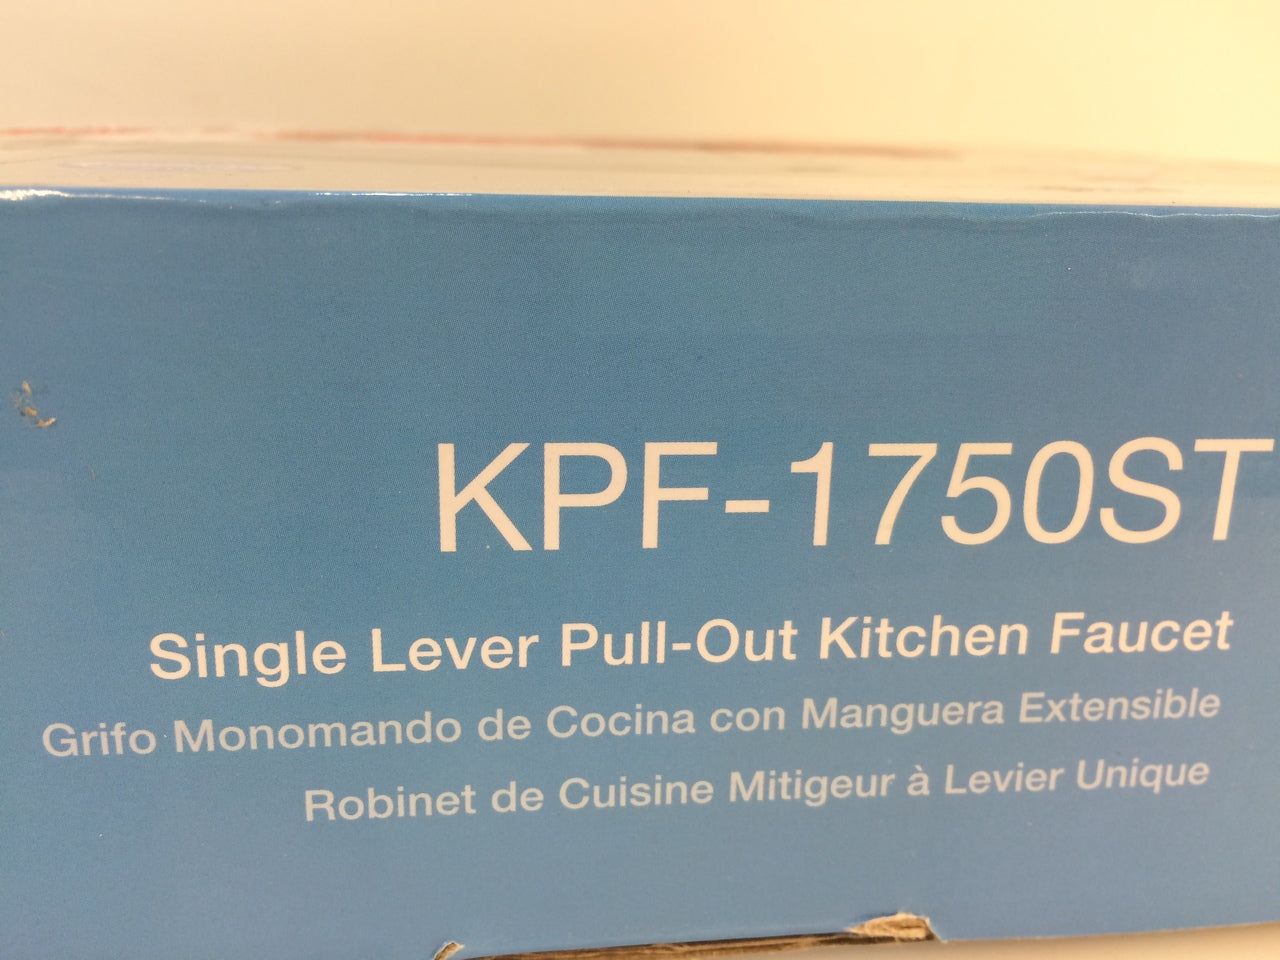 KPF-1750ST
Single Lever Pull-Out Kitchen Faucet
Grifo Monomando de Cocina con Manguera Extensible
Robinet de Cuisine Mitigeur à Levier Unique